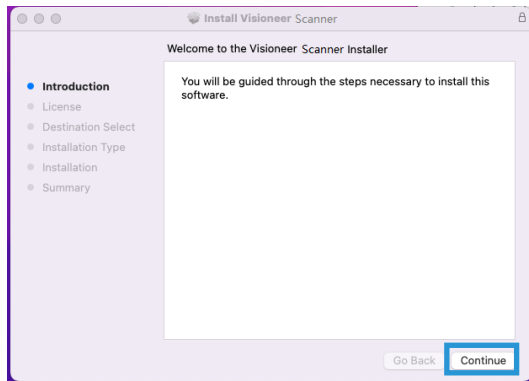 Install Visioneer Scanner
Welcome to the Visioneer Scanner Installer
Introduction
License
Destination Select
Installation Type
Installation
Summary
You will be guided through the steps necessary to install this
software.
Go Back
Continue